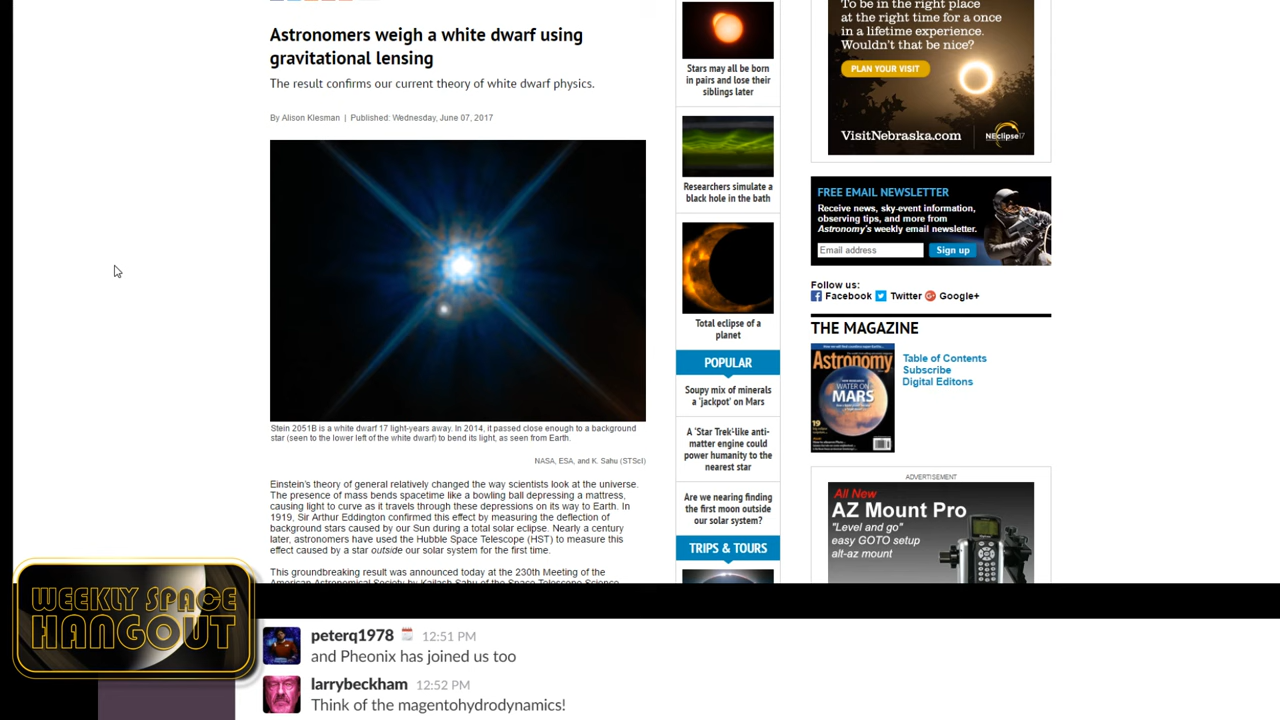 Astronomers weigh a white dwarf using
gravitational lensing
The result confirms our current theory of white dwarf physics.
By Alison Klesman | Published: Wednesday, June 07, 2017
Stein 2051B is a white dwarf 17 light-years away. In 2014, it passed close enough to a background
star (seen to the lower left of the white dwarf) to bend its light, as seen from Earth.
NASA, ESA, and K. Sahu (STScI)
Einstein's theory of general relatively changed the way scientists look at the universe.
The presence of mass bends spacetime like a bowling ball depressing a mattress,
causing light to curve as it travels through these depressions on its way to Earth. In
1919, Sir Arthur Eddington confirmed this effect by measuring the deflection of
background stars caused by our Sun during a total solar eclipse. Nearly a century
later, astronomers have used the Hubble Space Telescope (HST) to measure this
effect caused by a star outside our solar system for the first time.
This groundbreaking result was announced today at the 230th Meeting of the
American Astronomical Society by Kailash Sahu of the Space Telescope Science
Stars may all be born
in pairs and lose their
siblings later
Researchers simulate a
black hole in the bath
Total eclipse of a
planet
POPULAR
Soupy mix of minerals
a 'jackpot' on Mars
A 'Star Trek'-like anti-
matter engine could
power humanity to the
nearest star
Are we nearing finding
the first moon outside
our solar system?
TRIPS & TOURS
To be in the right place
at the right time for a once
in a lifetime experience.
Wouldn't that be nice?
PLAN YOUR VISIT
VisitNebraska.com
NEclipse17
FREE EMAIL NEWSLETTER
Receive news, sky-event information,
observing tips, and more from
Astronomy's weekly email newsletter.
Email address
Sign up
Follow us:
Facebook Twitter Google+
THE MAGAZINE
Astronomy
WATER ON
MARS
19
Table of Contents
Subscribe
Digital Editons
ADVERTISEMENT
All New
AZ Mount Pro
"Level and go"
easy GOTO setup
alt-az mount
WEEKLY SPACE
HANGOUT
peterq1978 12:51 PM
and Pheonix has joined us too
larrybeckham 12:52 PM
Think of the magentohydrodynamics!